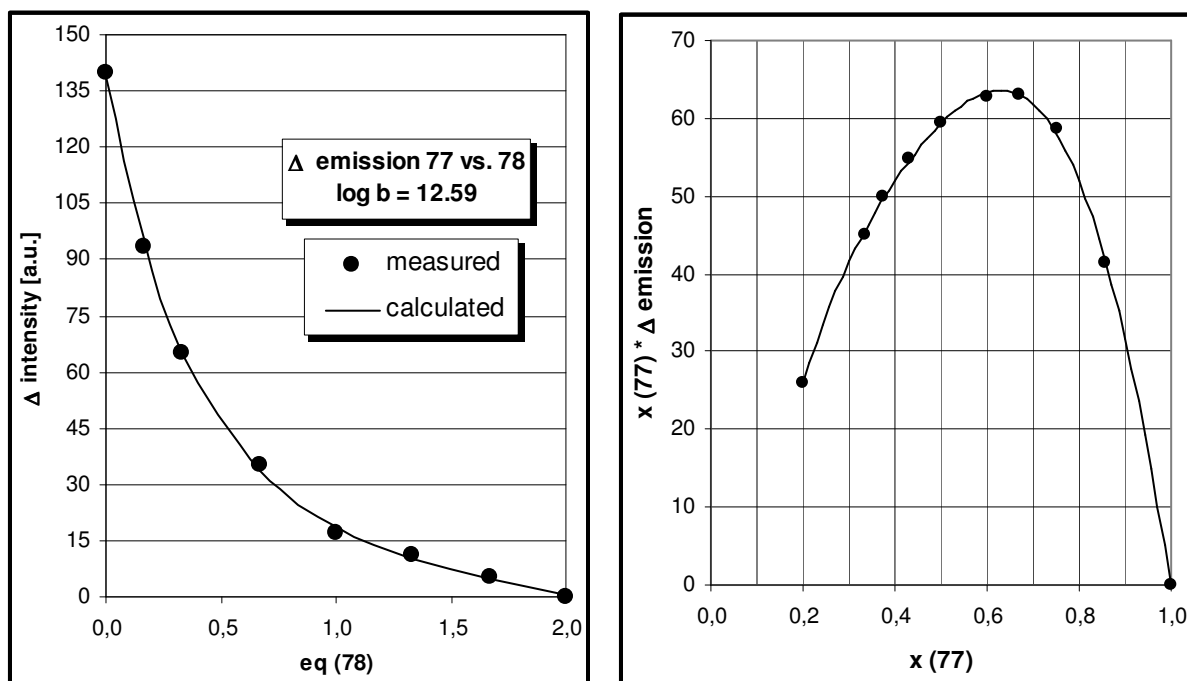 150
135
120
105
90
75
60
45
30
15
0
Δ intensity [a.u.]
Δ emission 77 vs. 78
log b = 12.59
measured
calculated
0,0 0,5 1,0 1,5 2,0
eq (78)
70
60
50
40
30
20
10
0
x (77) * Δ emission
0,0 0,2 0,4 0,6 0,8 1,0
x (77)